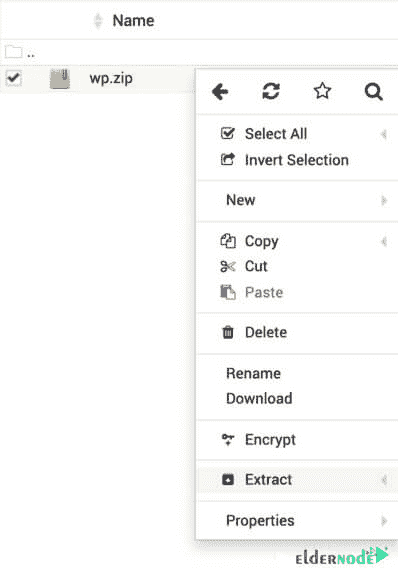 Name
..
wp.zip
Select All
Invert Selection
New
Copy
Cut
Paste
Delete
Rename
Download
Encrypt
Extract
Properties
eldernode